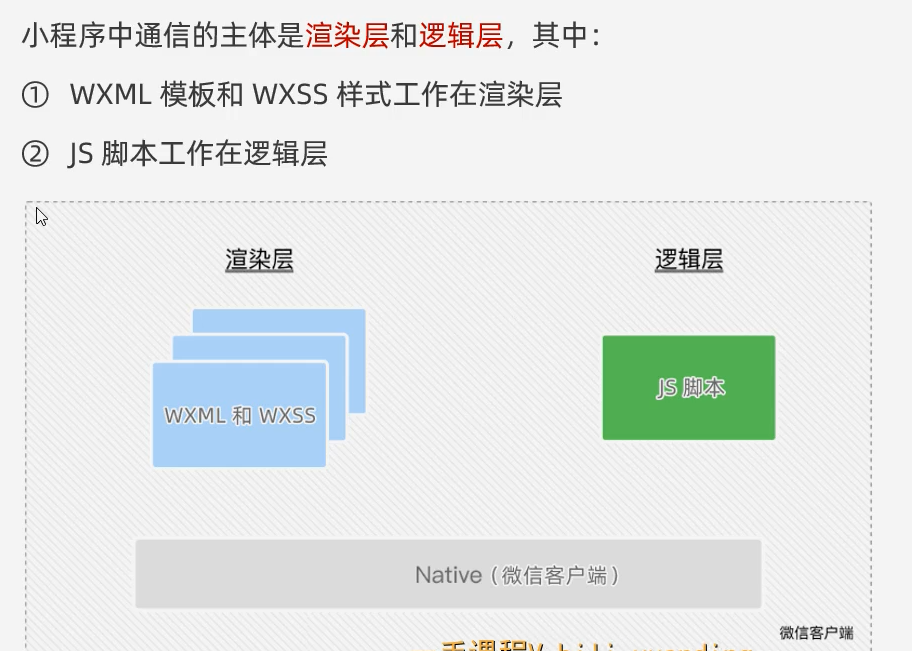 小程序中通信的主体是渲染层和逻辑层，其中：
① WXML 模板和 WXSS 样式工作在渲染层
② JS 脚本工作在逻辑层
渲染层
逻辑层
WXML 和 WXSS
JS 脚本
Native（微信客户端）
微信客户端